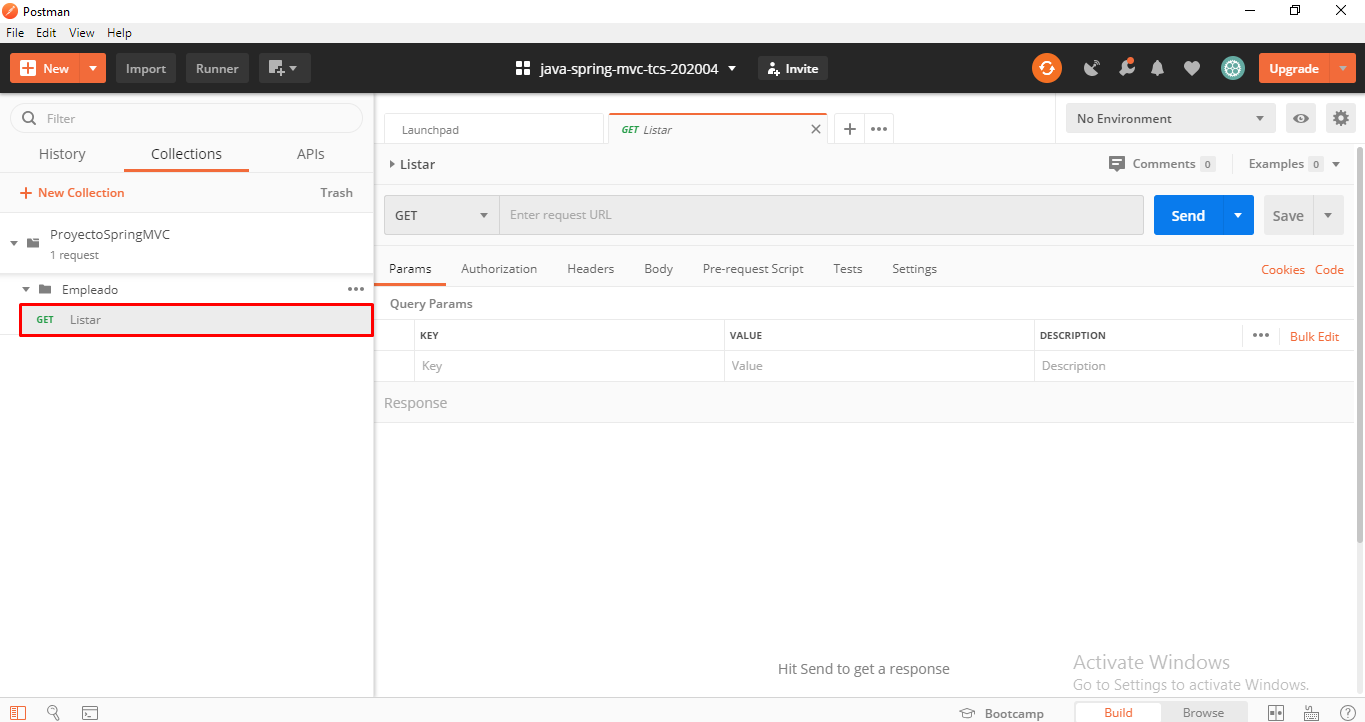 Postman
File Edit View Help
New Import Runner java-spring-mvc-tcs-202004 Invite Upgrade
Filter
History Collections APIs
New Collection Trash
ProyectoSpringMVC
1 request
Empleado
GET Listar
Launchpad GET Listar No Environment
Listar Comments 0 Examples 0
GET Enter request URL Send Save
Params Authorization Headers Body Pre-request Script Tests Settings Cookies Code
Query Params
KEY VALUE DESCRIPTION Bulk Edit
Key Value Description
Response
Hit Send to get a response
Activate Windows
Go to Settings to activate Windows.
Bootcamp Build Browse